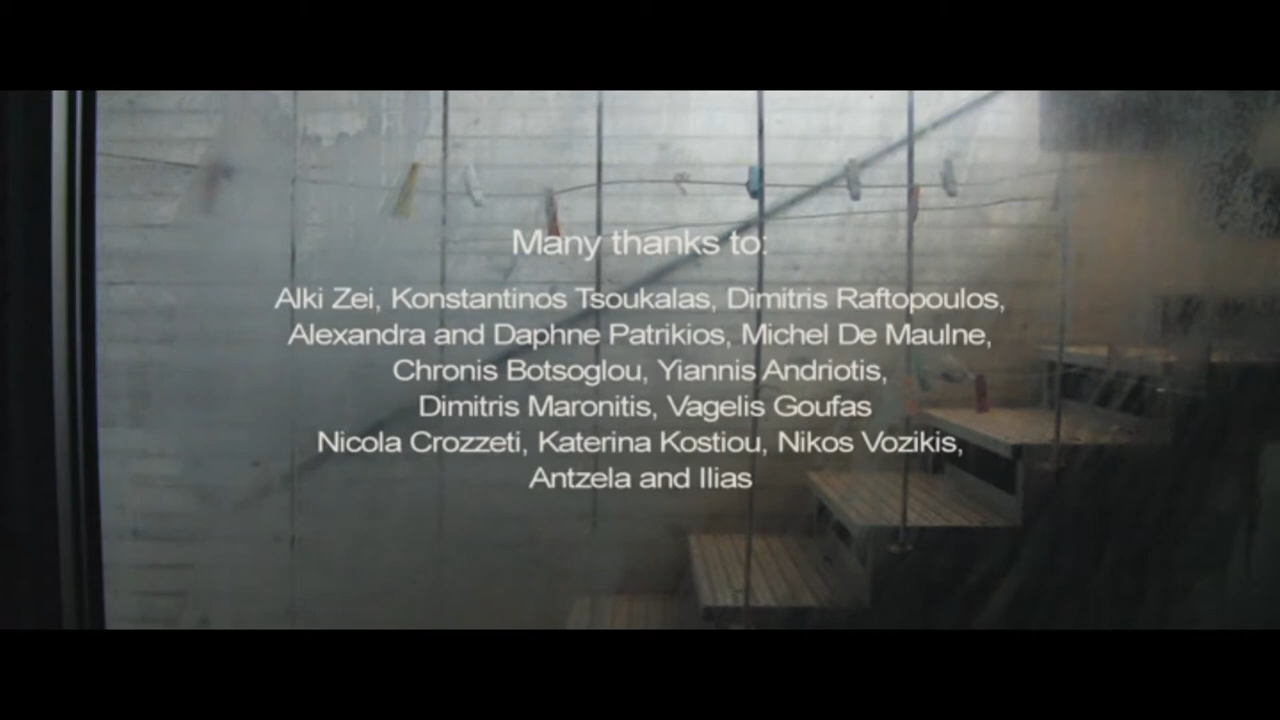 Many thanks to:
Alki Zei, Konstantinos Tsoukalas, Dimitris Raftopoulos,
Alexandra and Daphne Patrikios, Michel De Maulne,
Chronis Botsoglou, Yiannis Andriotis,
Dimitris Maronitis, Vagelis Goufas
Nicola Crozzeti, Katerina Kostiou, Nikos Vozikis,
Antzela and Ilias